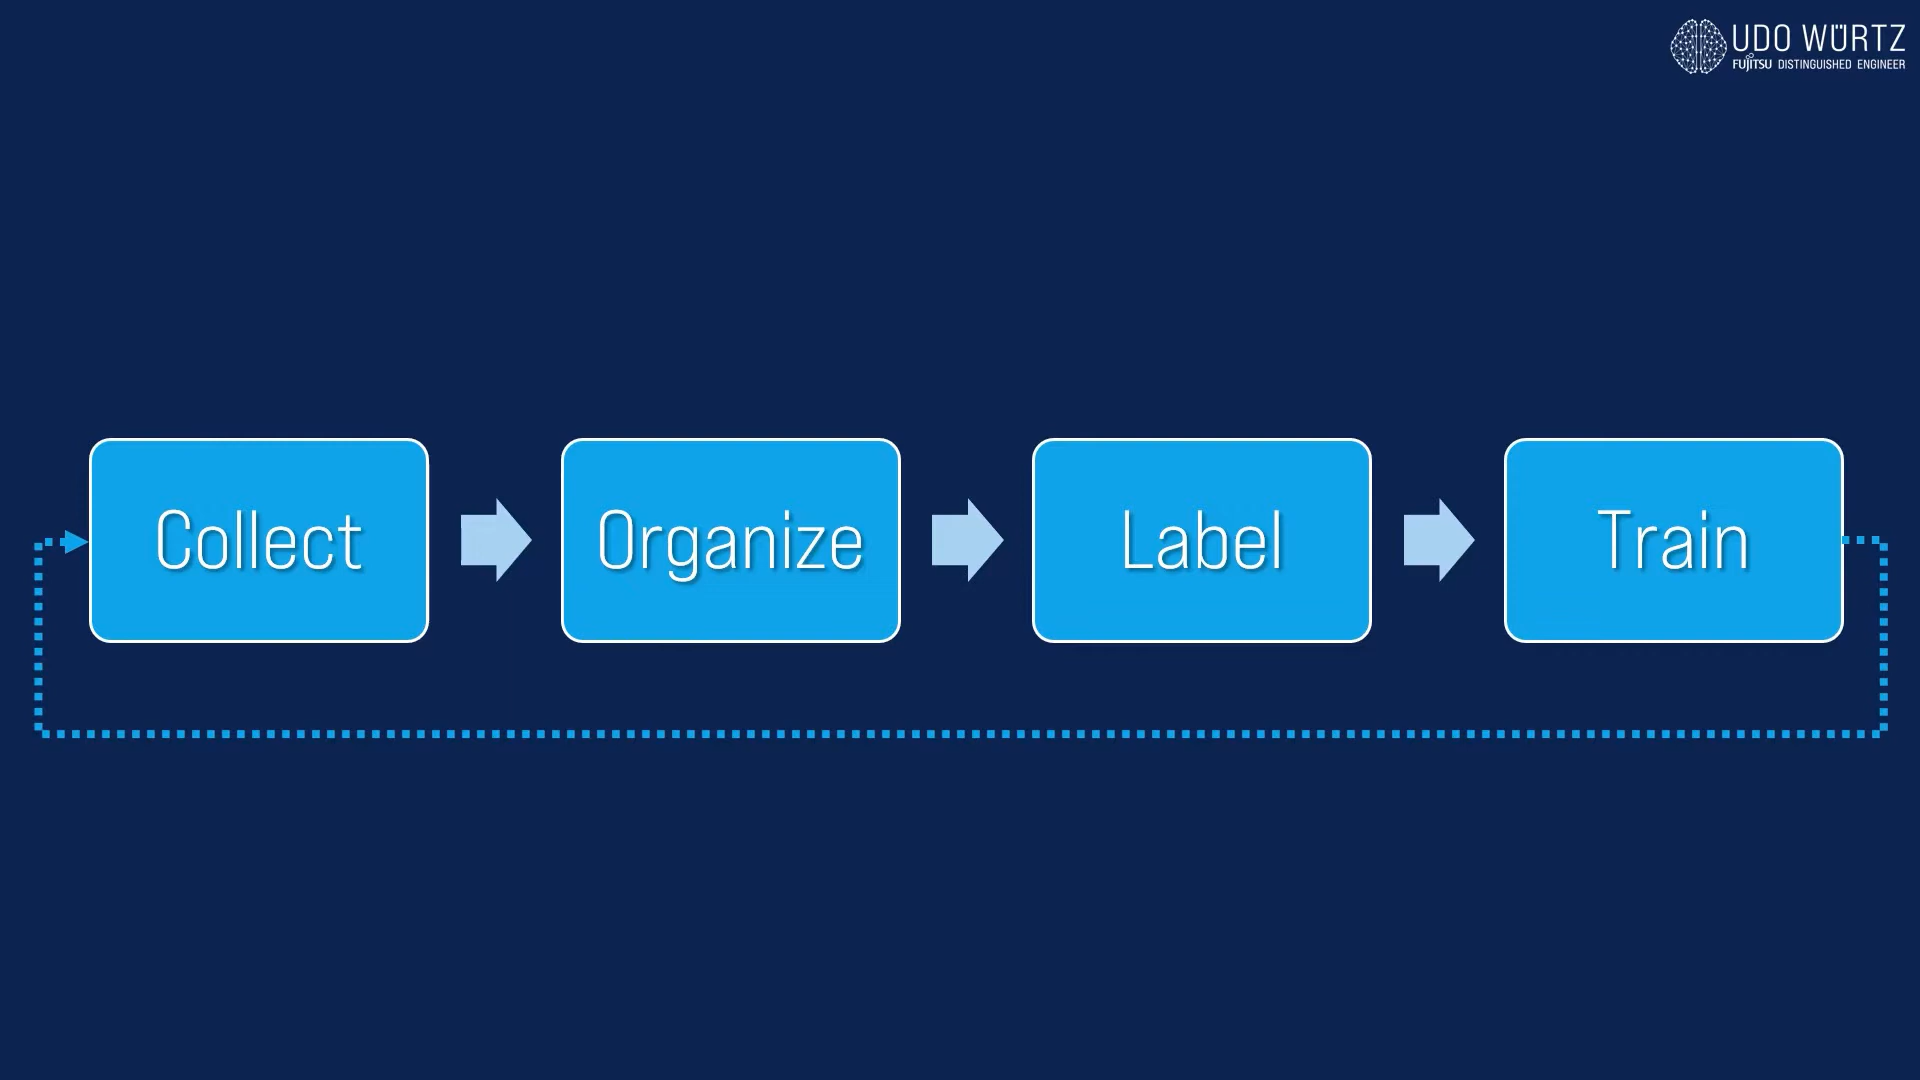 UDO WÜRTZ
FUJITSU DISTINGUISHED ENGINEER
Collect
Organize
Label
Train